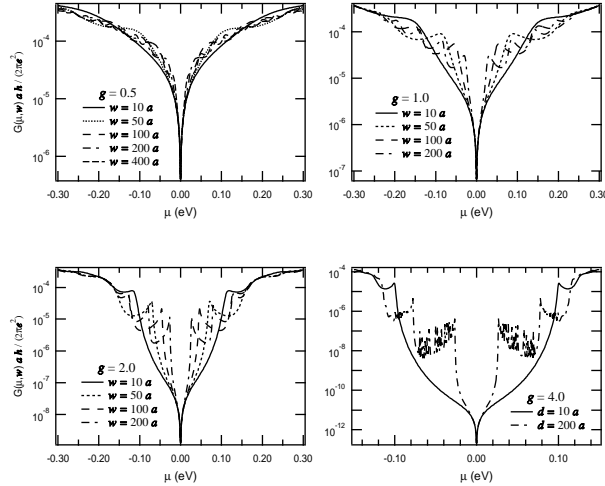 G(μ,w) a h / (2πe²)
10⁻⁴
10⁻⁵
10⁻⁶
g = 0.5
w = 10 a
w = 50 a
w = 100 a
w = 200 a
w = 400 a
-0.30 -0.20 -0.10 0.00 0.10 0.20 0.30
μ (eV)
10⁻⁴
10⁻⁵
10⁻⁶
10⁻⁷
g = 1.0
w = 10 a
w = 50 a
w = 100 a
w = 200 a
-0.30 -0.20 -0.10 0.00 0.10 0.20 0.30
μ (eV)
G(μ,w) a h / (2πe²)
10⁻⁴
10⁻⁵
10⁻⁶
10⁻⁷
10⁻⁸
g = 2.0
w = 10 a
w = 50 a
w = 100 a
w = 200 a
-0.30 -0.20 -0.10 0.00 0.10 0.20 0.30
μ (eV)
10⁻⁴
10⁻⁶
10⁻⁸
10⁻¹⁰
10⁻¹²
g = 4.0
d = 10 a
d = 200 a
-0.10 0.00 0.10
μ (eV)